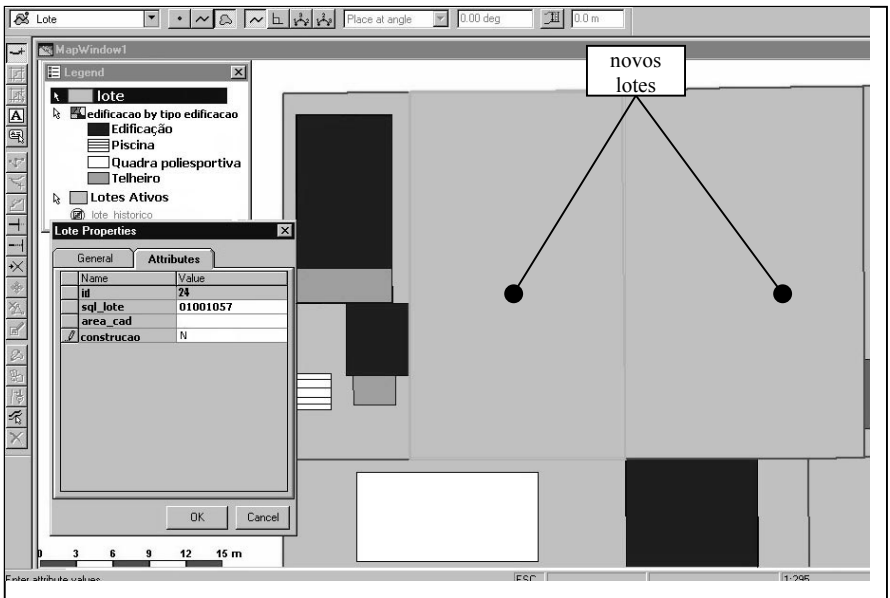 Lote
Place at angle
0.00 deg
0.0 m
MapWindow1
novos
lotes
Legend
lote
edificacao by tipo edificacao
Edificação
Piscina
Quadra poliesportiva
Telheiro
Lotes Ativos
lote historico
Lote Properties
General Attributes
Name Value
id 24
sql_lote 01001057
area_cad
construcao N
OK Cancel
0 3 6 9 12 15 m
Enter attribute values
ESC
1:295